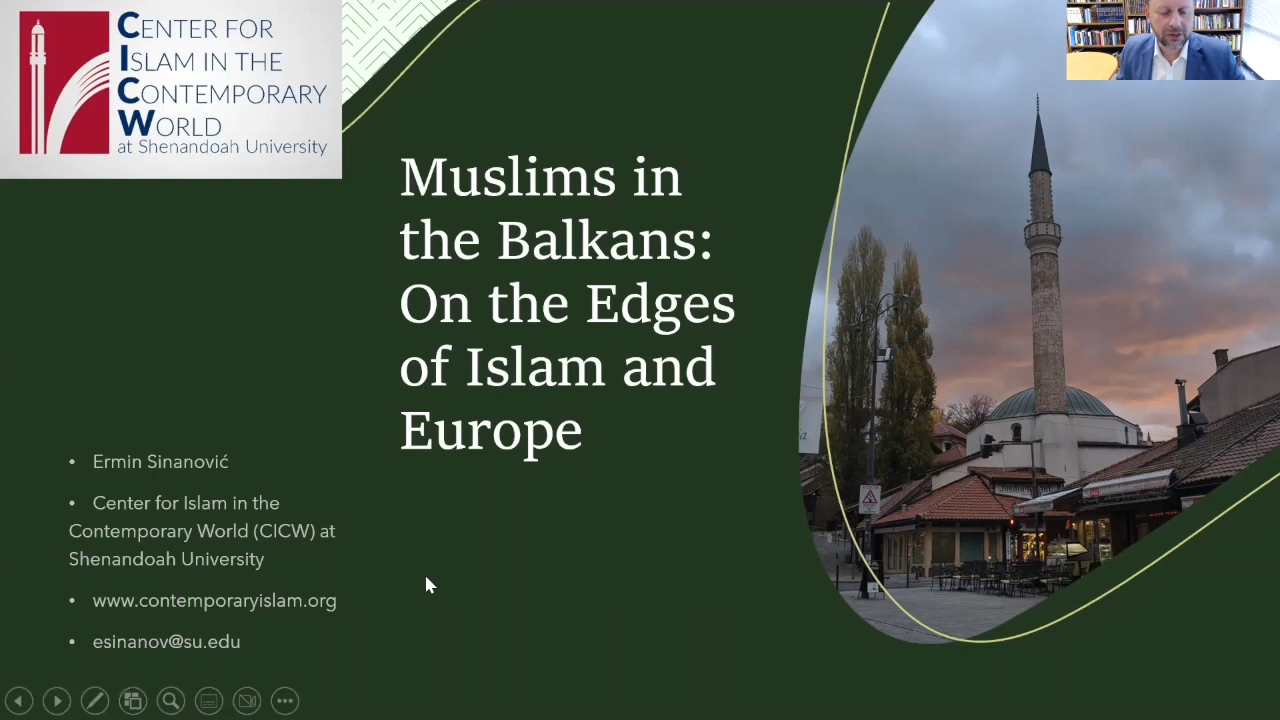 CENTER FOR
ISLAM IN THE
CONTEMPORARY
WORLD
at Shenandoah University
Muslims in
the Balkans:
On the Edges
of Islam and
Europe
• Ermin Sinanović
• Center for Islam in the
Contemporary World (CICW) at
Shenandoah University
• www.contemporaryislam.org
• esinanov@su.edu